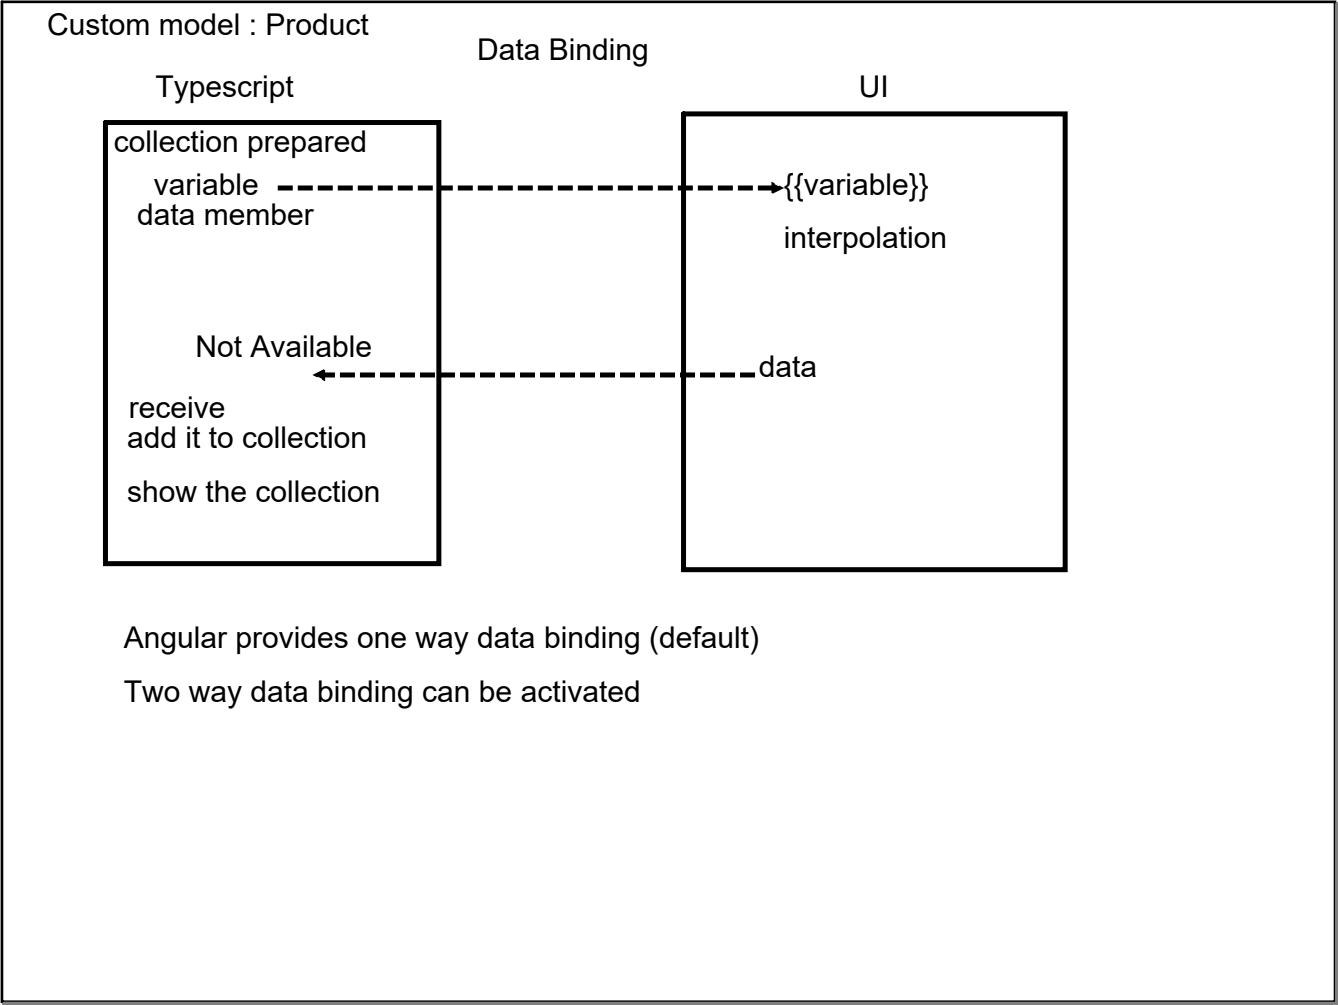 Custom model : Product
Data Binding
Typescript
UI
collection prepared
variable
data member
{{variable}}
interpolation
Not Available
data
receive
add it to collection
show the collection
Angular provides one way data binding (default)
Two way data binding can be activated